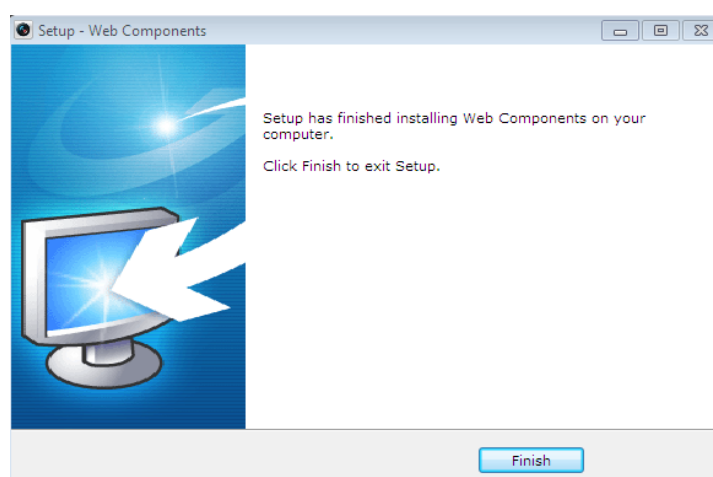 Setup - Web Components
Setup has finished installing Web Components on your
computer.
Click Finish to exit Setup.
Finish